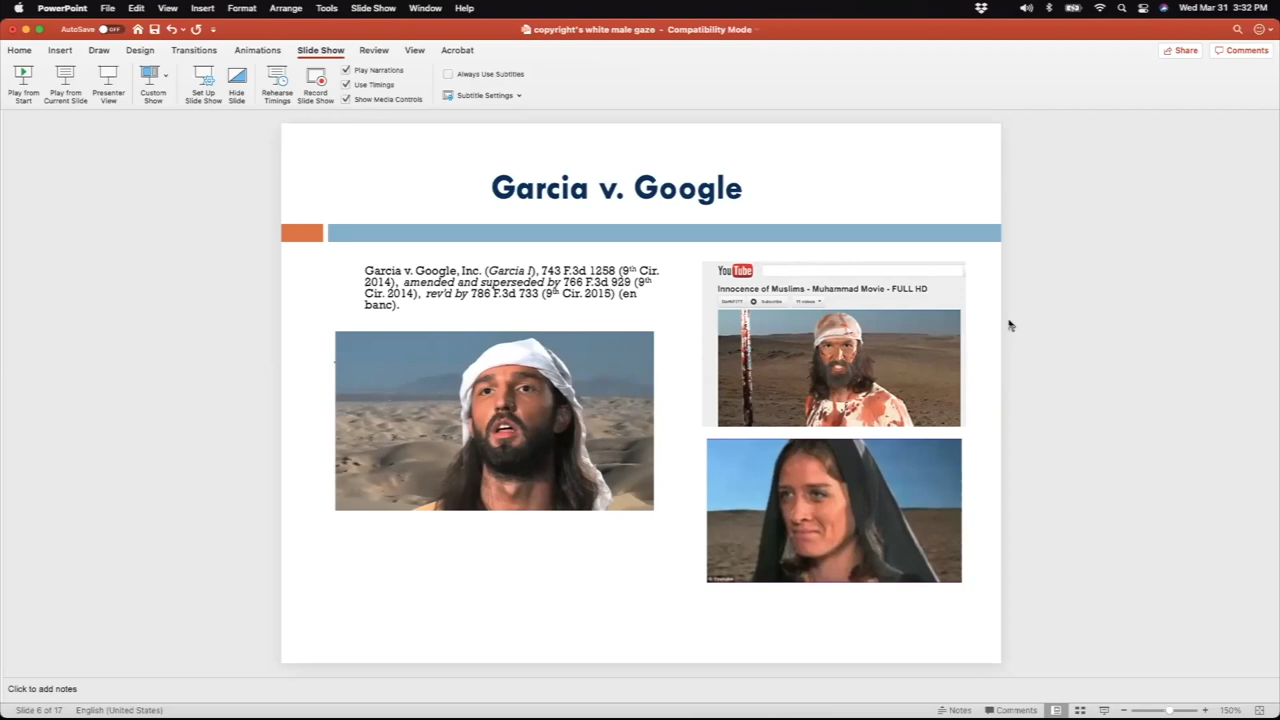 PowerPoint File Edit View Insert Format Arrange Tools Slide Show Window Help Wed Mar 31 3:32 PM
AutoSave OFF copyright's white male gaze - Compatibility Mode
Home Insert Draw Design Transitions Animations Slide Show Review View Acrobat Share Comments
Play from Start
Play from Current Slide
Presenter View
Custom Show
Set Up Slide Show
Hide Slide
Rehearse Timings
Record Slide Show
Play Narrations
Use Timings
Show Media Controls
Always Use Subtitles
Subtitle Settings
Garcia v. Google
Garcia v. Google, Inc. (Garcia I), 743 F.3d 1258 (9th Cir.
2014), amended and superseded by 766 F.3d 929 (9th
Cir. 2014), rev'd by 786 F.3d 733 (9th Cir. 2015) (en
banc).
YouTube
Innocence of Muslims - Muhammad Movie - FULL HD
Subscribe
Click to add notes
Slide 6 of 17 English (United States) Notes Comments 150%